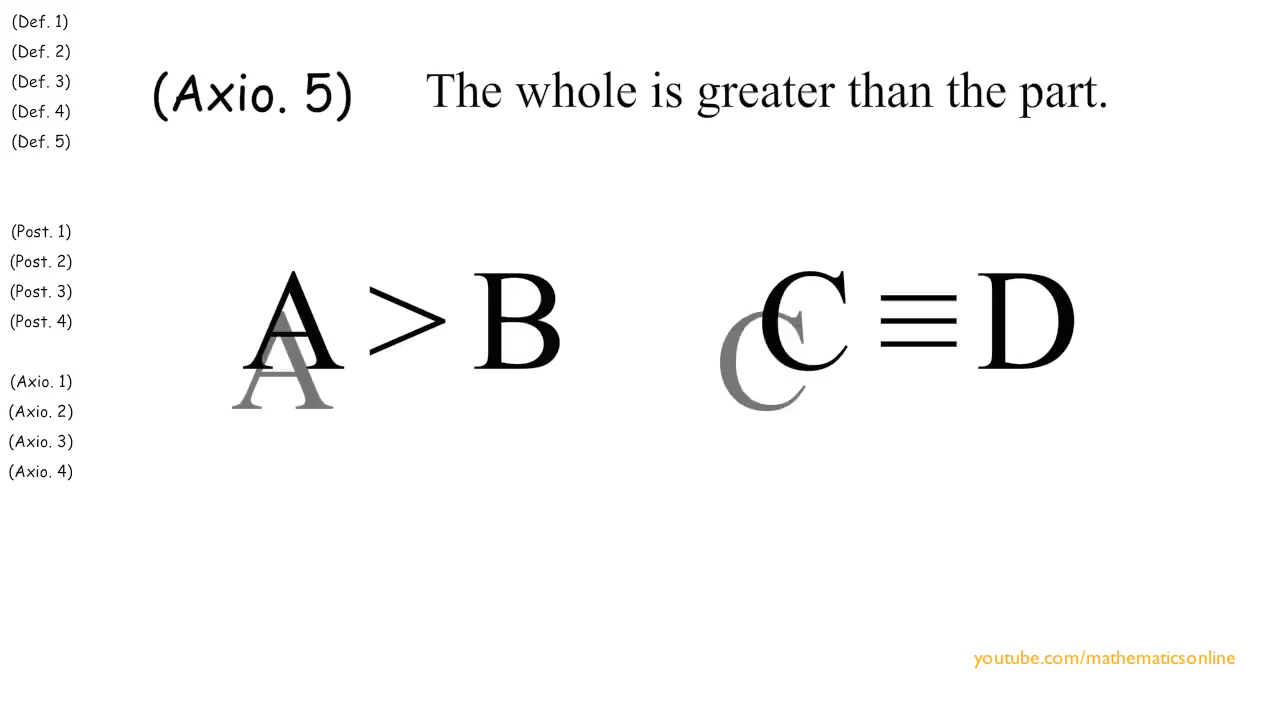 (Def. 1)
(Def. 2)
(Def. 3)
(Def. 4)
(Def. 5)
(Post. 1)
(Post. 2)
(Post. 3)
(Post. 4)
(Axio. 1)
(Axio. 2)
(Axio. 3)
(Axio. 4)
(Axio. 5) The whole is greater than the part.
A > B C ≡ D
A C
youtube.com/mathematicsonline